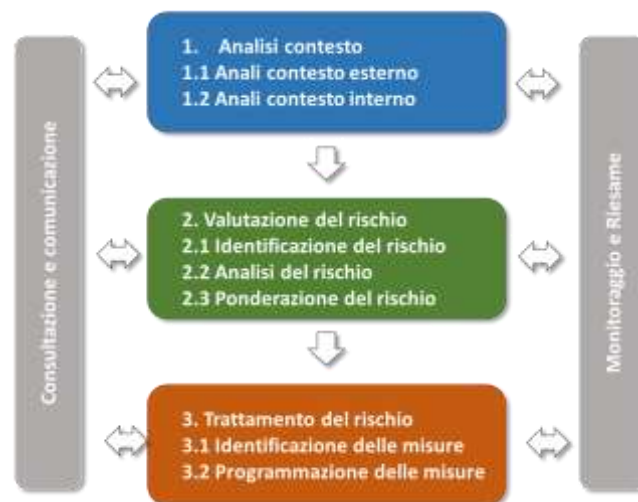 Consultazione e comunicazione
1. Analisi contesto
1.1 Anali contesto esterno
1.2 Anali contesto interno
2. Valutazione del rischio
2.1 Identificazione del rischio
2.2 Analisi del rischio
2.3 Ponderazione del rischio
3. Trattamento del rischio
3.1 Identificazione delle misure
3.2 Programmazione delle misure
Monitoraggio e Riesame